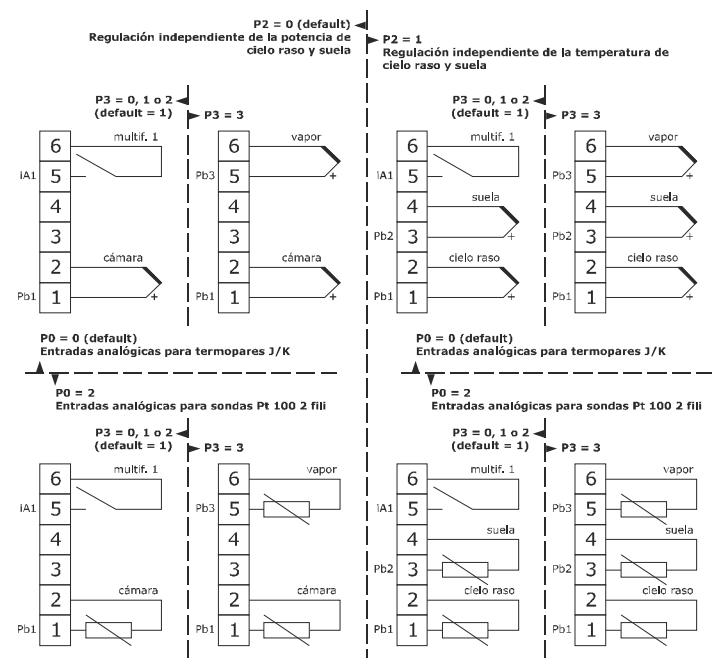 P2 = 0 (default)
Regulación independiente de la potencia de
cielo raso y suela
P2 = 1
Regulación independiente de la temperatura de
cielo raso y suela
P3 = 0, 1 o 2
(default = 1)
P3 = 3
6 multif. 1
iA1 5
4
3
2 cámara
Pb1 1 +
6 vapor
Pb3 5 +
4
3
2 cámara
Pb1 1 +
P3 = 0, 1 o 2
(default = 1)
P3 = 3
6 multif. 1
iA1 5
4 suela
Pb2 3 +
2 cielo raso
Pb1 1 +
6 vapor
Pb3 5 +
4 suela
Pb2 3 +
2 cielo raso
Pb1 1 +
P0 = 0 (default)
Entradas analógicas para termopares J/K
P0 = 0 (default)
Entradas analógicas para termopares J/K
P0 = 2
Entradas analógicas para sondas Pt 100 2 fili
P0 = 2
Entradas analógicas para sondas Pt 100 2 fili
P3 = 0, 1 o 2
(default = 1)
P3 = 3
6 multif. 1
iA1 5
4
3
2 cámara
Pb1 1
6 vapor
Pb3 5
4
3
2 cámara
Pb1 1
P3 = 0, 1 o 2
(default = 1)
P3 = 3
6 multif. 1
iA1 5
4 suela
Pb2 3
2 cielo raso
Pb1 1
6 vapor
Pb3 5
4 suela
Pb2 3
2 cielo raso
Pb1 1